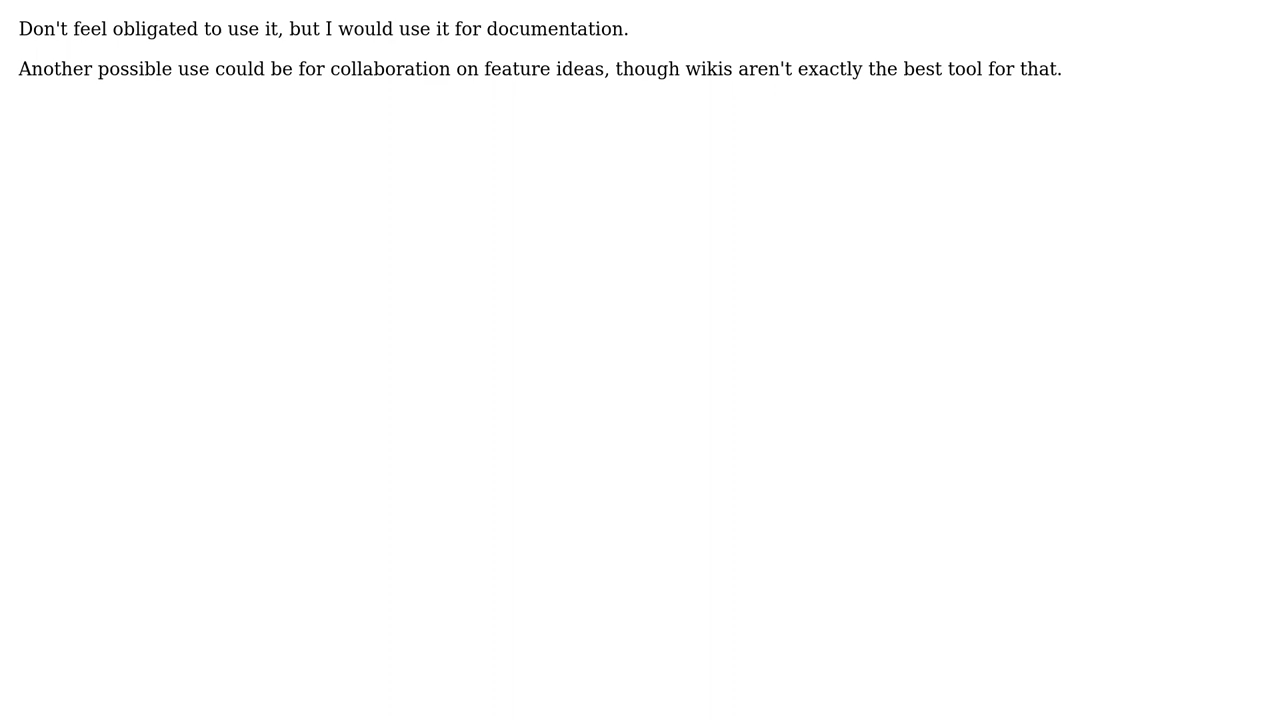 Don't feel obligated to use it, but I would use it for documentation.
Another possible use could be for collaboration on feature ideas, though wikis aren't exactly the best tool for that.